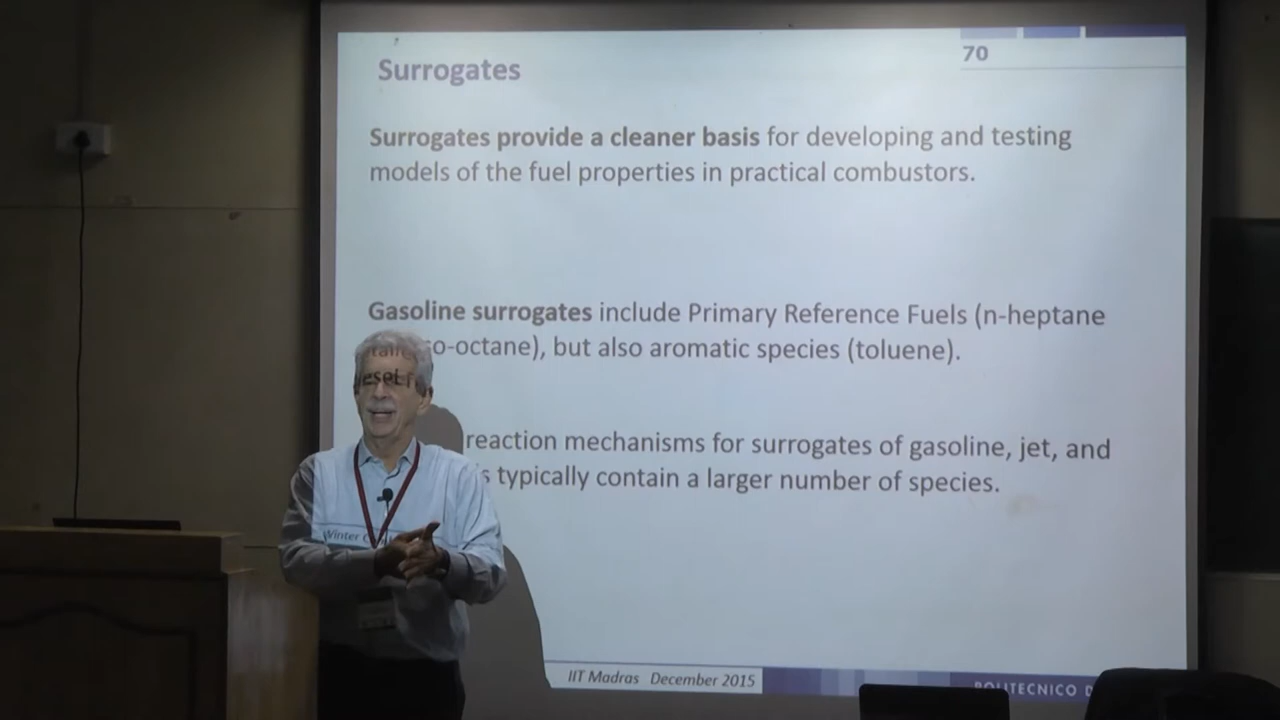 Surrogates
70
Surrogates provide a cleaner basis for developing and testing
models of the fuel properties in practical combustors.
Gasoline surrogates include Primary Reference Fuels (n-heptane
o-octane), but also aromatic species (toluene).
reaction mechanisms for surrogates of gasoline, jet, and
typically contain a larger number of species.
Winter
IIT Madras December 2015
POLITECNICO D